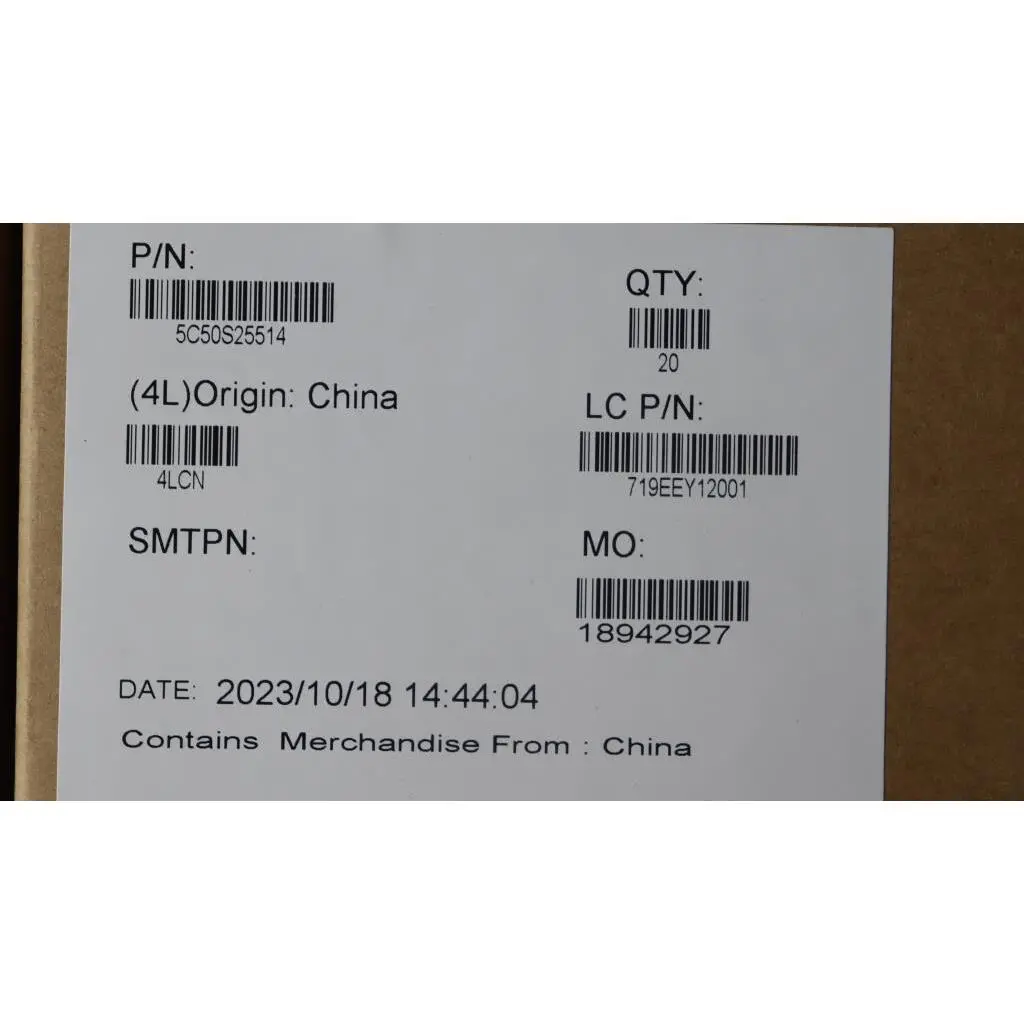 P/N:
5C50S25514
QTY:
20
(4L)Origin: China
4LCN
LC P/N:
719EEY12001
SMTPN:
MO:
18942927
DATE: 2023/10/18 14:44:04
Contains Merchandise From : China